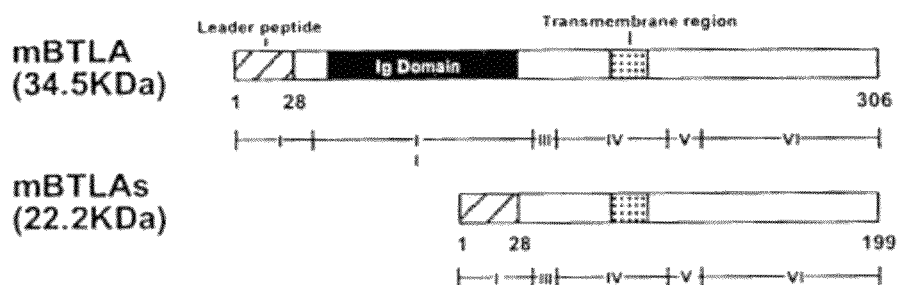 Leader peptide
Transmembrane region
mBTLA
(34.5KDa)
Ig Domain
1 28 306
I I I III IV V VI
mBTLAs
(22.2KDa)
1 28 199
I III IV V VI